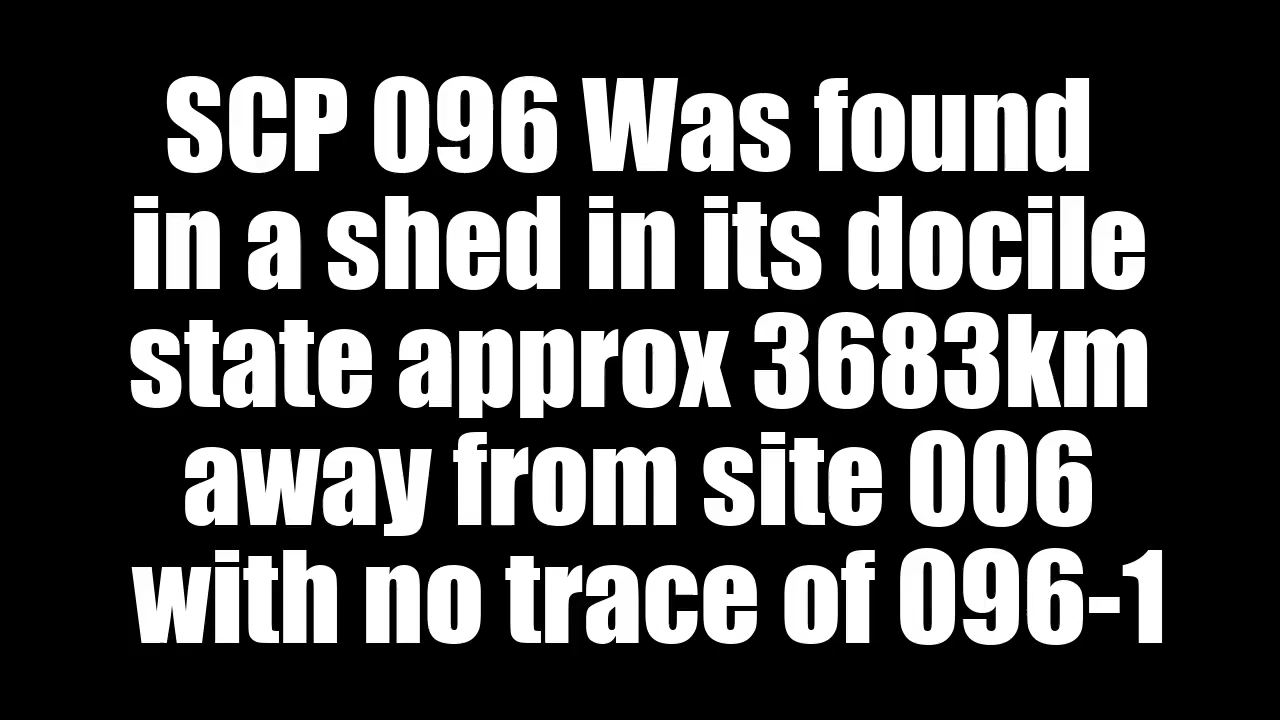 SCP 096 Was found
in a shed in its docile
state approx 3683km
away from site 006
with no trace of 096-1